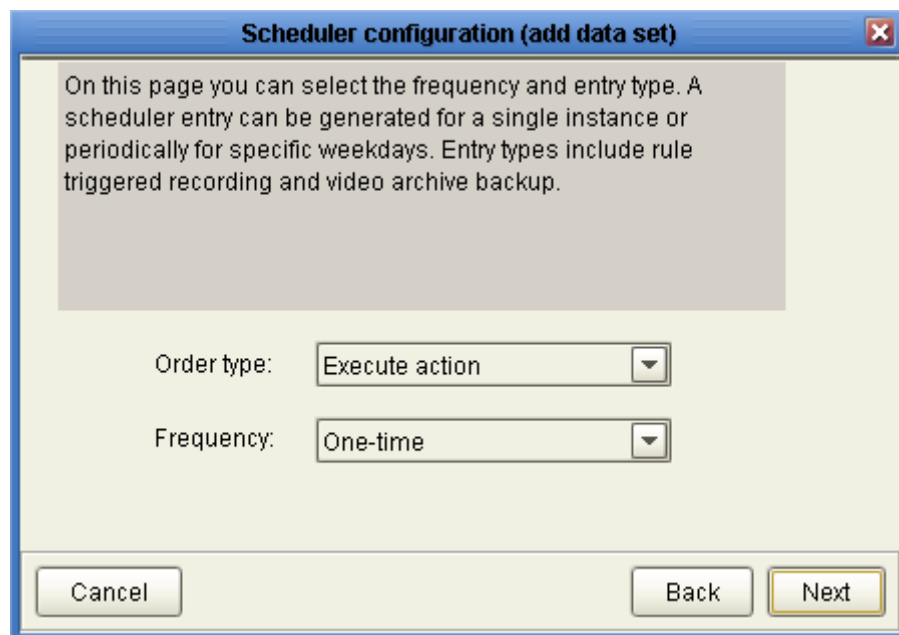 Scheduler configuration (add data set)
On this page you can select the frequency and entry type. A
scheduler entry can be generated for a single instance or
periodically for specific weekdays. Entry types include rule
triggered recording and video archive backup.
Order type: Execute action
Frequency: One-time
Cancel Back Next